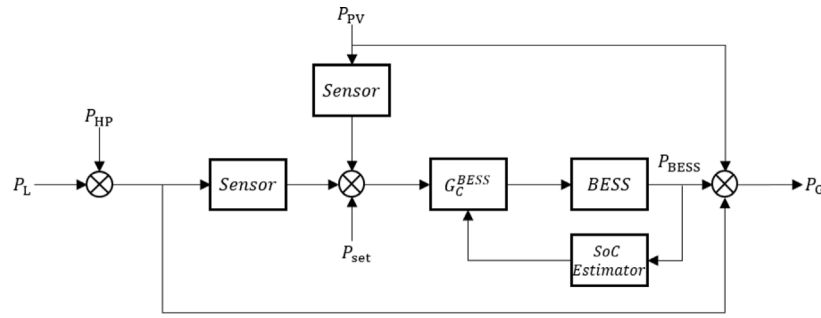 P_PV
Sensor
P_HP
P_L
Sensor
G_C^BESS
BESS
P_BESS
P_G
P_set
SoC
Estimator